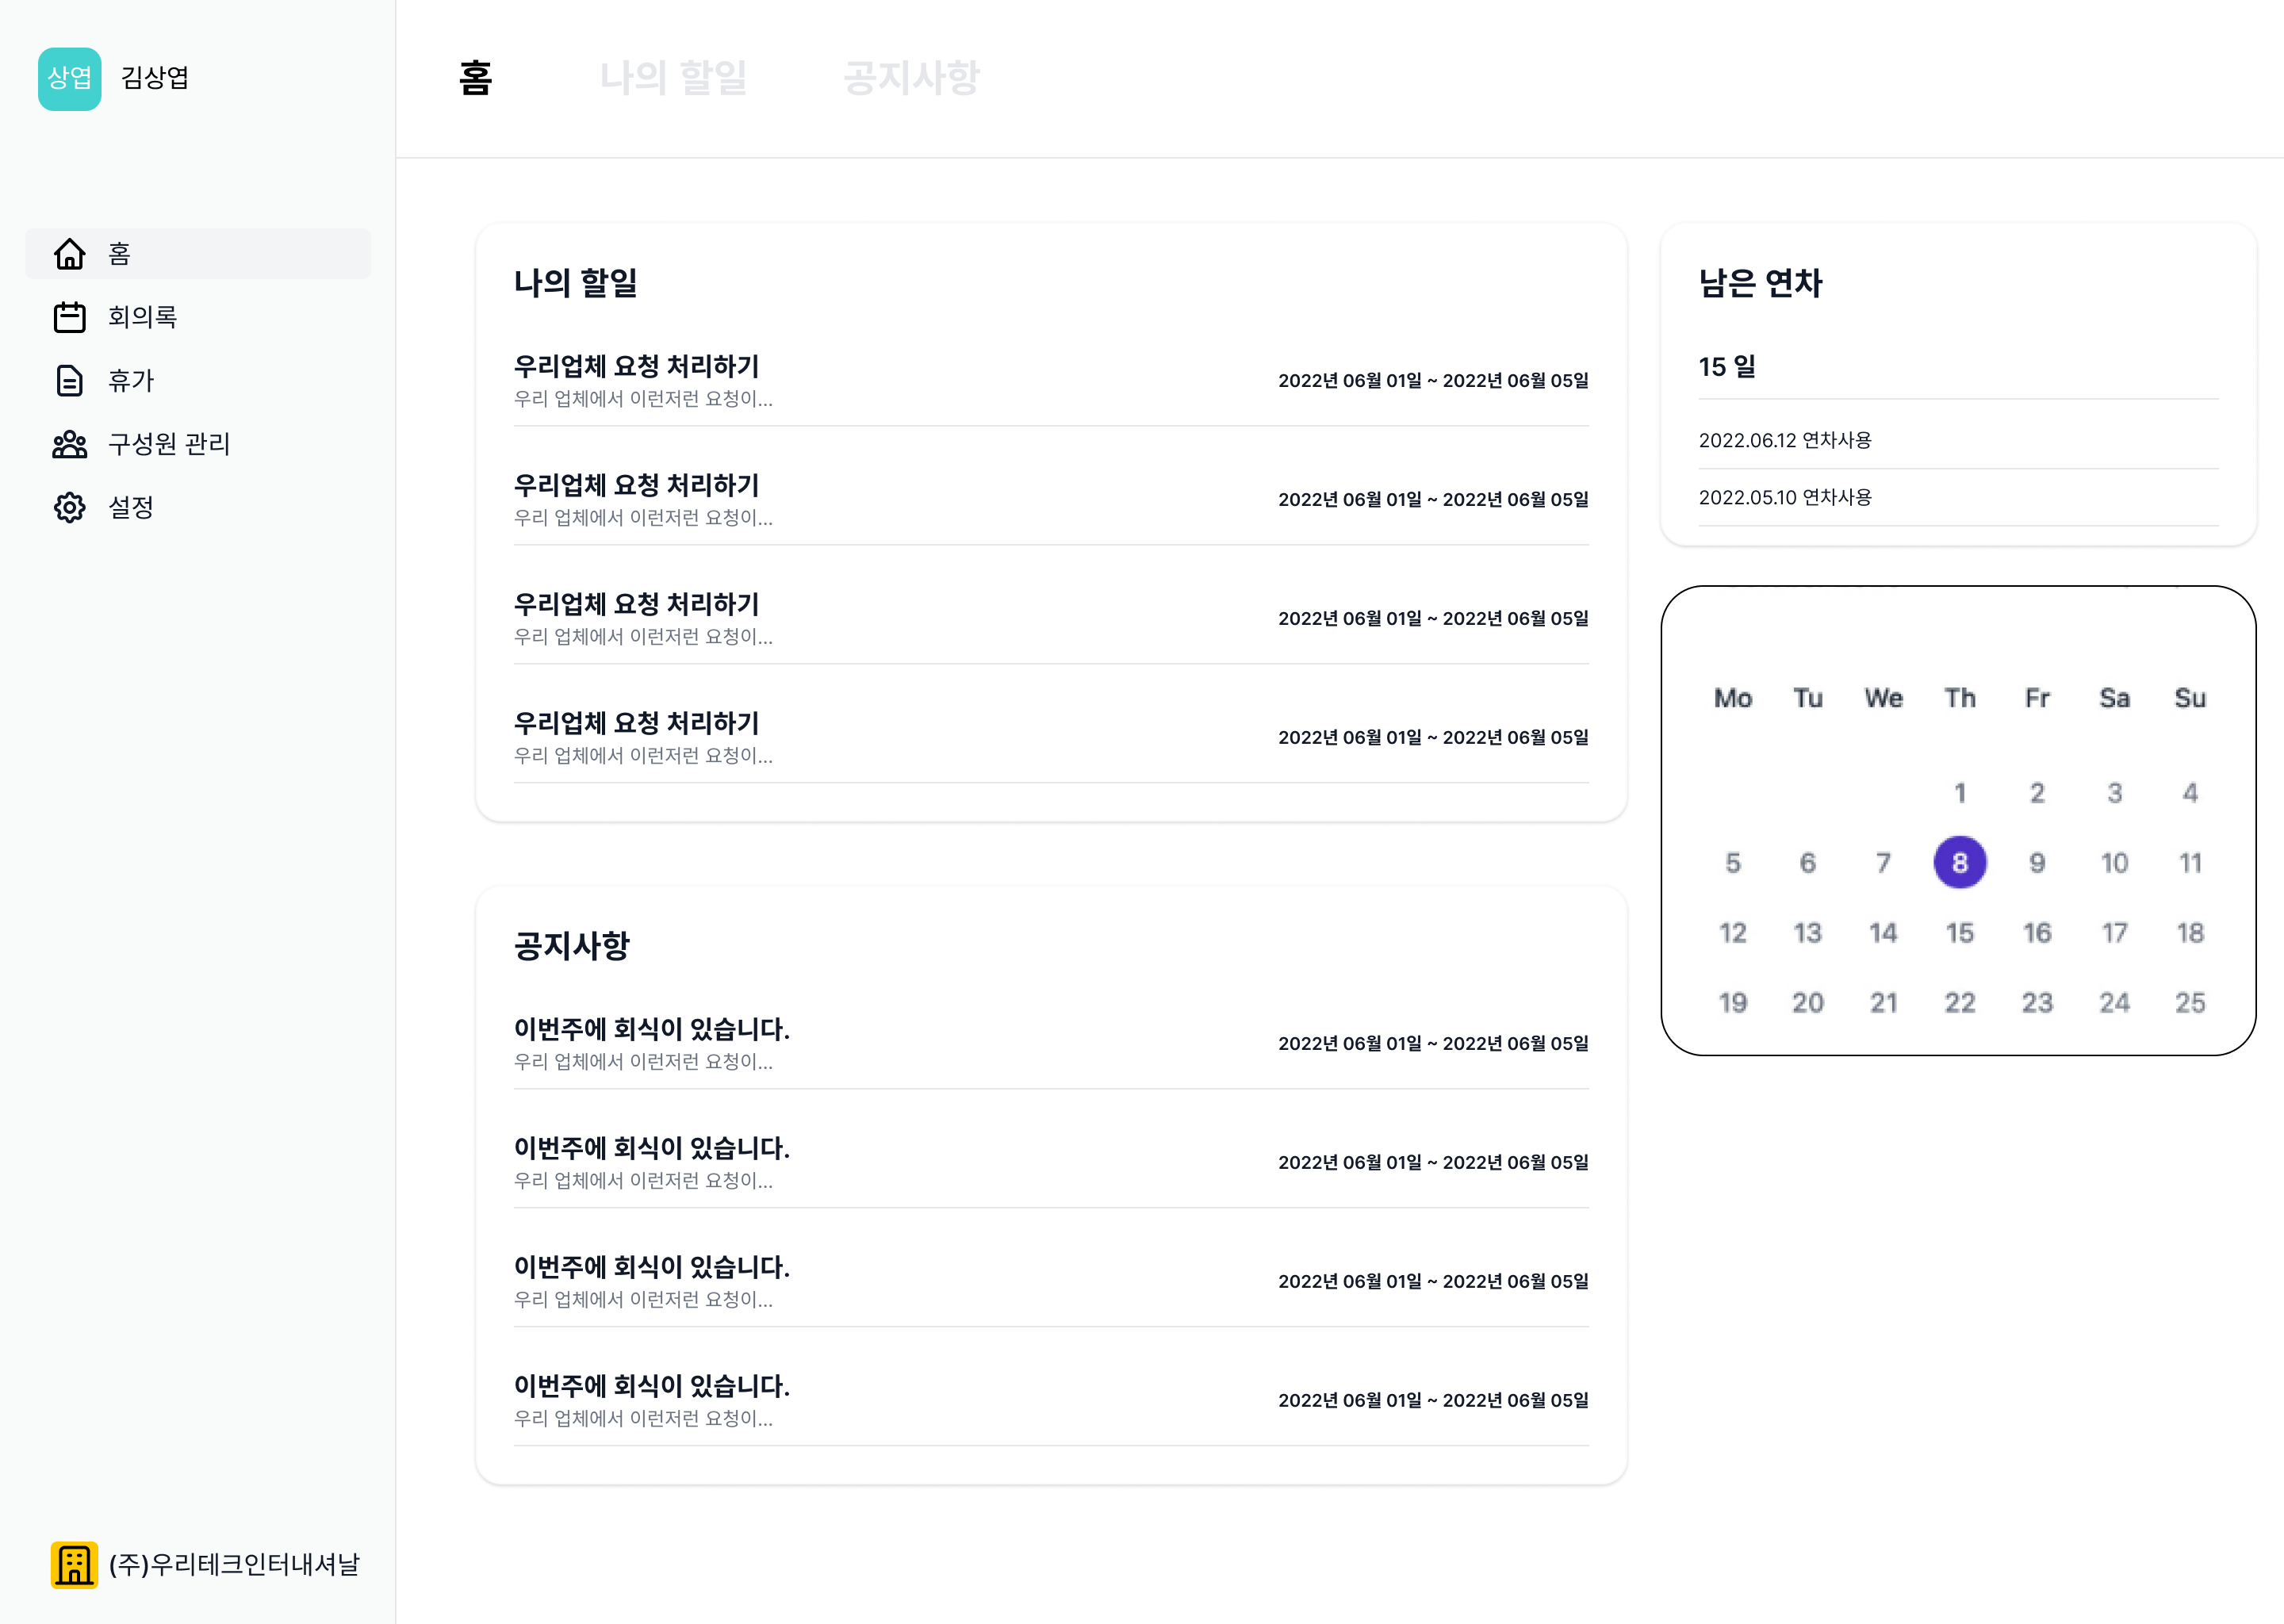 상엽 김상엽
홈
회의록
휴가
구성원 관리
설정
(주)우리테크인터내셔날
홈 나의 할일 공지사항
나의 할일
우리업체 요청 처리하기
우리 업체에서 이런저런 요청이...
2022년 06월 01일 ~ 2022년 06월 05일
우리업체 요청 처리하기
우리 업체에서 이런저런 요청이...
2022년 06월 01일 ~ 2022년 06월 05일
우리업체 요청 처리하기
우리 업체에서 이런저런 요청이...
2022년 06월 01일 ~ 2022년 06월 05일
우리업체 요청 처리하기
우리 업체에서 이런저런 요청이...
2022년 06월 01일 ~ 2022년 06월 05일
공지사항
이번주에 회식이 있습니다.
우리 업체에서 이런저런 요청이...
2022년 06월 01일 ~ 2022년 06월 05일
이번주에 회식이 있습니다.
우리 업체에서 이런저런 요청이...
2022년 06월 01일 ~ 2022년 06월 05일
이번주에 회식이 있습니다.
우리 업체에서 이런저런 요청이...
2022년 06월 01일 ~ 2022년 06월 05일
이번주에 회식이 있습니다.
우리 업체에서 이런저런 요청이...
2022년 06월 01일 ~ 2022년 06월 05일
남은 연차
15 일
2022.06.12 연차사용
2022.05.10 연차사용
Mo Tu We Th Fr Sa Su
1 2 3 4
5 6 7 8 9 10 11
12 13 14 15 16 17 18
19 20 21 22 23 24 25